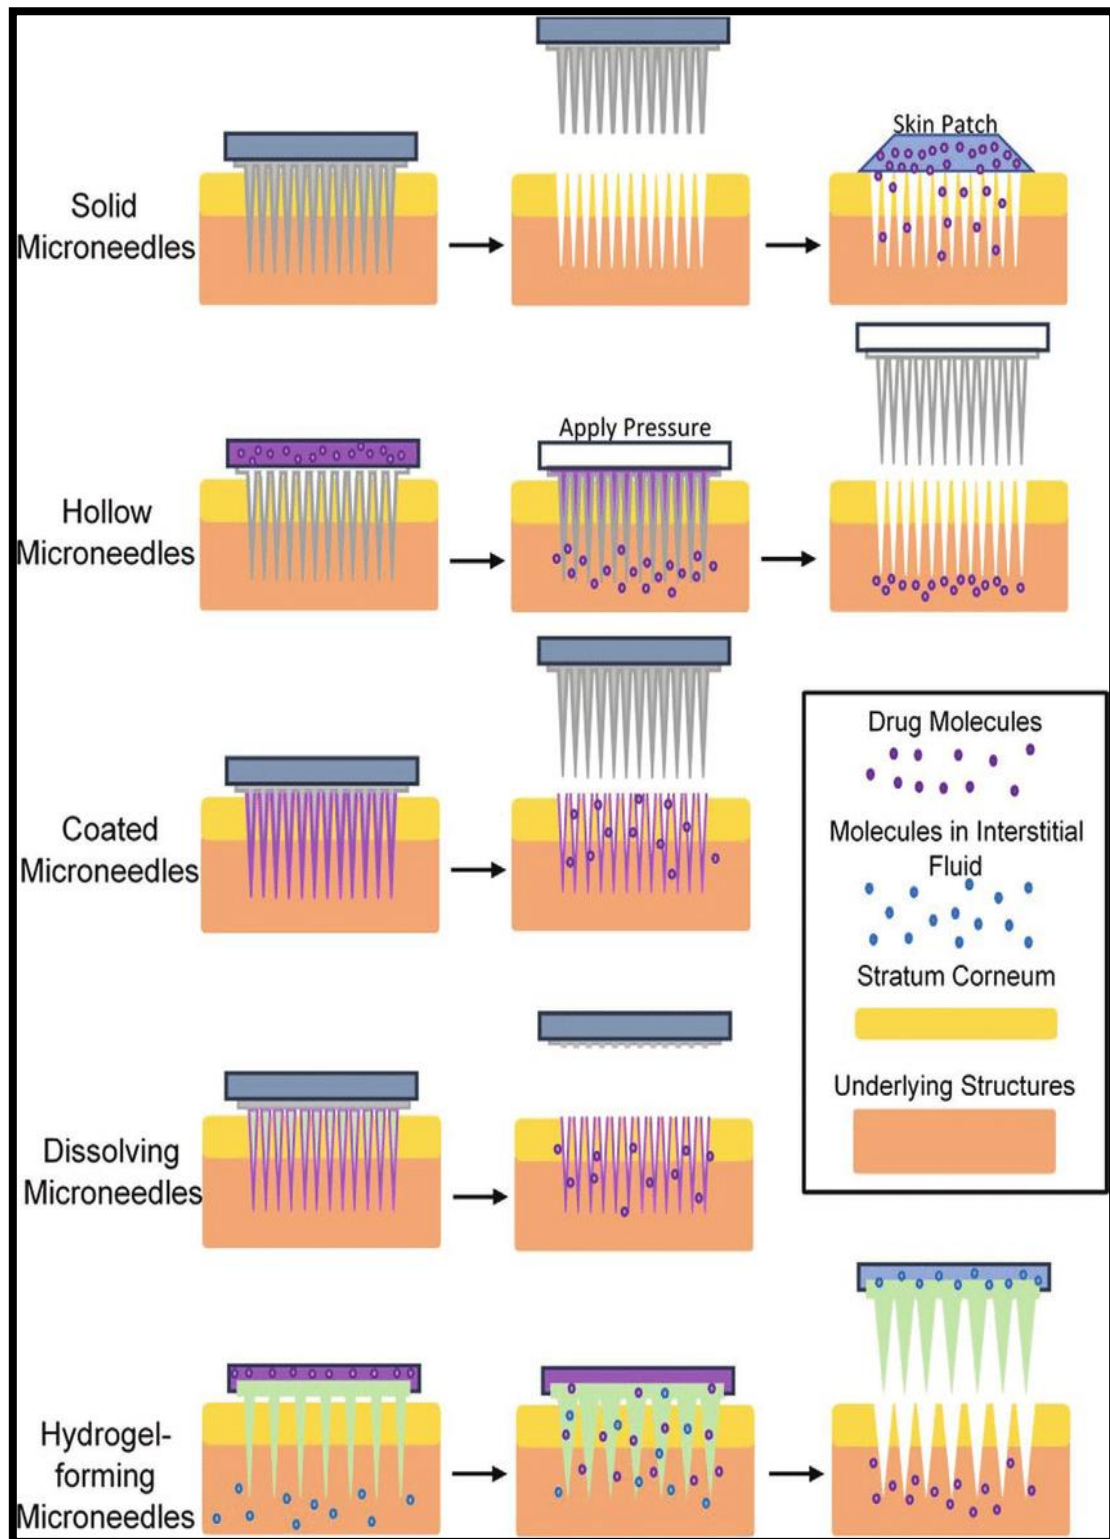 Skin Patch
Solid
Microneedles
Apply Pressure
Hollow
Microneedles
Coated
Microneedles
Drug Molecules
Molecules in Interstitial
Fluid
Stratum Corneum
Underlying Structures
Dissolving
Microneedles
Hydrogel-
forming
Microneedles